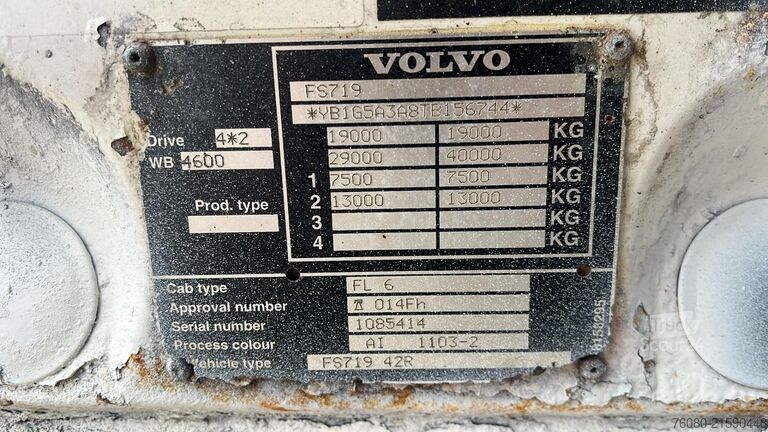 VOLVO
FS719
*YB1G5A3A8TB156744*
Drive 4*2 19000 19000 KG
WB 4600 29000 40000 KG
1 7500 7500 KG
Prod. type 2 13000 13000 KG
3 KG
4 KG
Cab type FL 6
Approval number 014Fh
Serial number 1085414
Process colour AI 1103-2
Vehicle type FS719 42R
76080-21590448